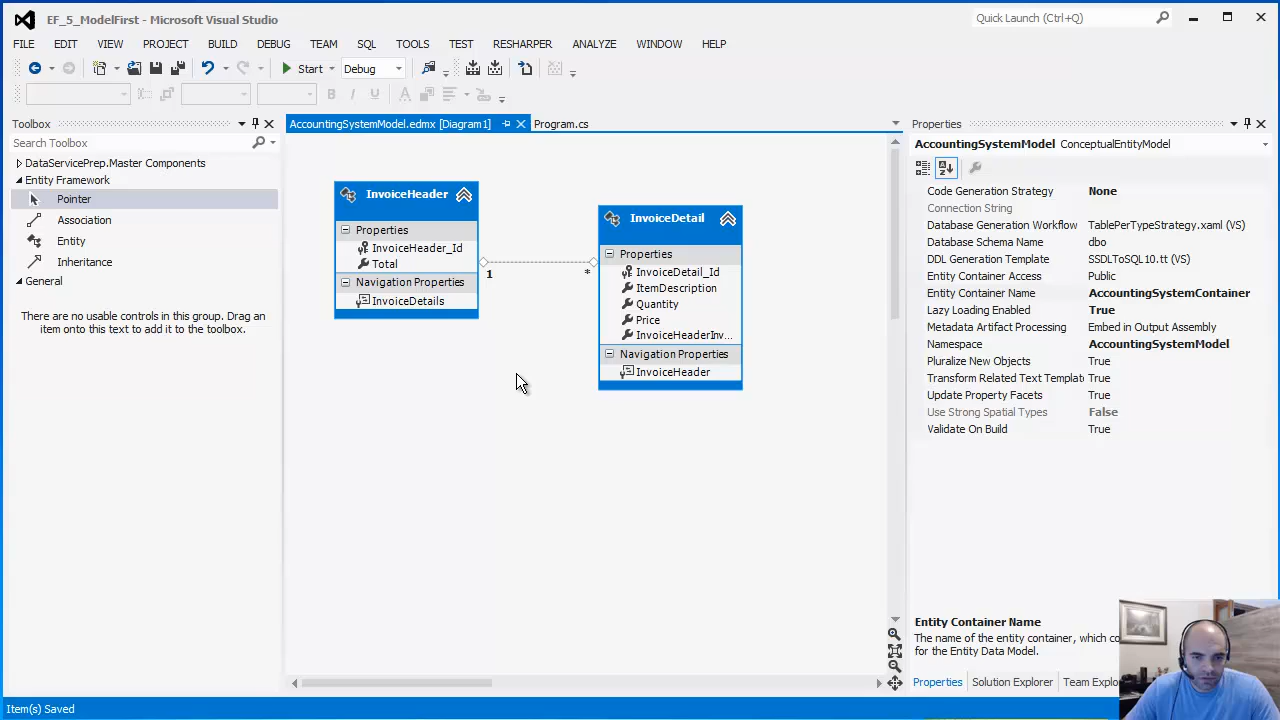 EF_5_ModelFirst - Microsoft Visual Studio
Quick Launch (Ctrl+Q)
FILE EDIT VIEW PROJECT BUILD DEBUG TEAM SQL TOOLS TEST RESHARPER ANALYZE WINDOW HELP
Start Debug
B I U A
Toolbox
AccountingSystemModel.edmx [Diagram1]
Program.cs
Properties
Search Toolbox
DataServicePrep.Master Components
Entity Framework
Pointer
Association
Entity
Inheritance
General
There are no usable controls in this group. Drag an
item onto this text to add it to the toolbox.
InvoiceHeader
Properties
InvoiceHeader_Id
Total
Navigation Properties
InvoiceDetails
1
*
InvoiceDetail
Properties
InvoiceDetail_Id
ItemDescription
Quantity
Price
InvoiceHeaderInv...
Navigation Properties
InvoiceHeader
AccountingSystemModel ConceptualEntityModel
Code Generation Strategy None
Connection String
Database Generation Workflow TablePerTypeStrategy.xaml (VS)
Database Schema Name dbo
DDL Generation Template SSDLToSQL10.tt (VS)
Entity Container Access Public
Entity Container Name AccountingSystemContainer
Lazy Loading Enabled True
Metadata Artifact Processing Embed in Output Assembly
Namespace AccountingSystemModel
Pluralize New Objects True
Transform Related Text Templat True
Update Property Facets True
Use Strong Spatial Types False
Validate On Build True
Entity Container Name
The name of the entity container, which co
for the Entity Data Model.
Properties Solution Explorer Team Explo
Item(s) Saved